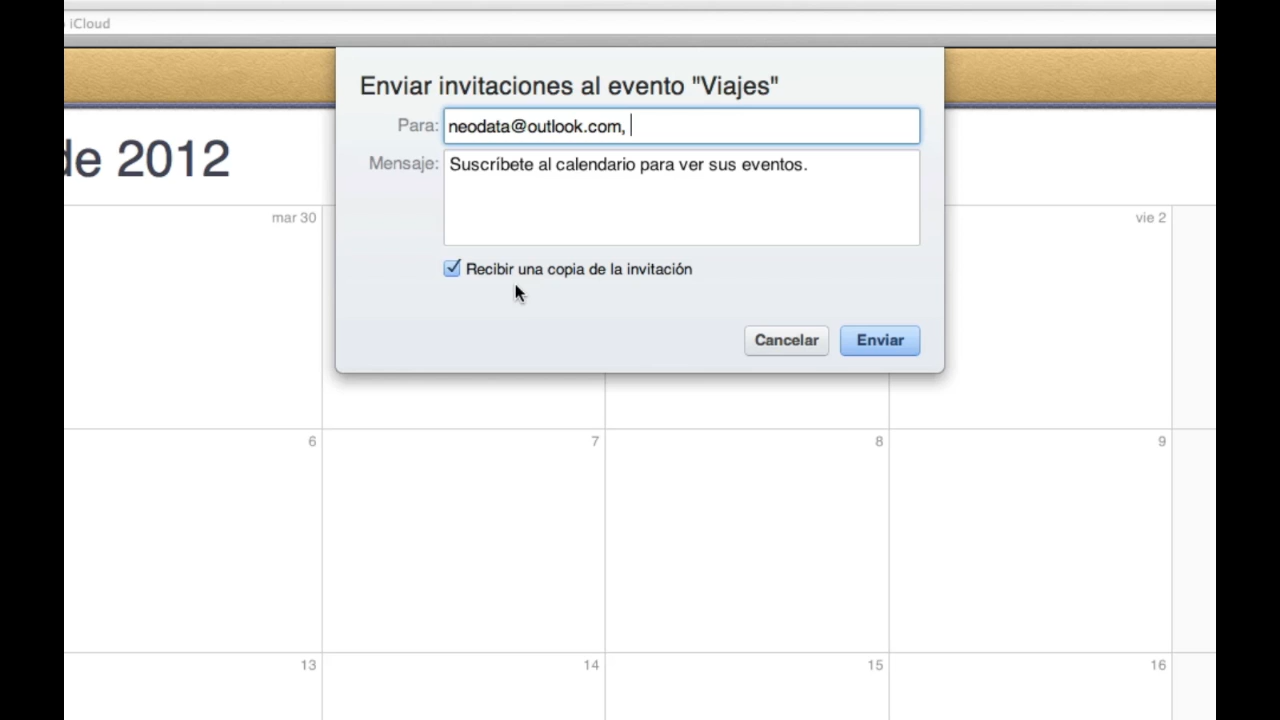 iCloud
Enviar invitaciones al evento "Viajes"
Para: neodata@outlook.com,
Mensaje: Suscríbete al calendario para ver sus eventos.
Recibir una copia de la invitación
Cancelar Enviar
de 2012
mar 30 vie 2
6 7 8 9
13 14 15 16